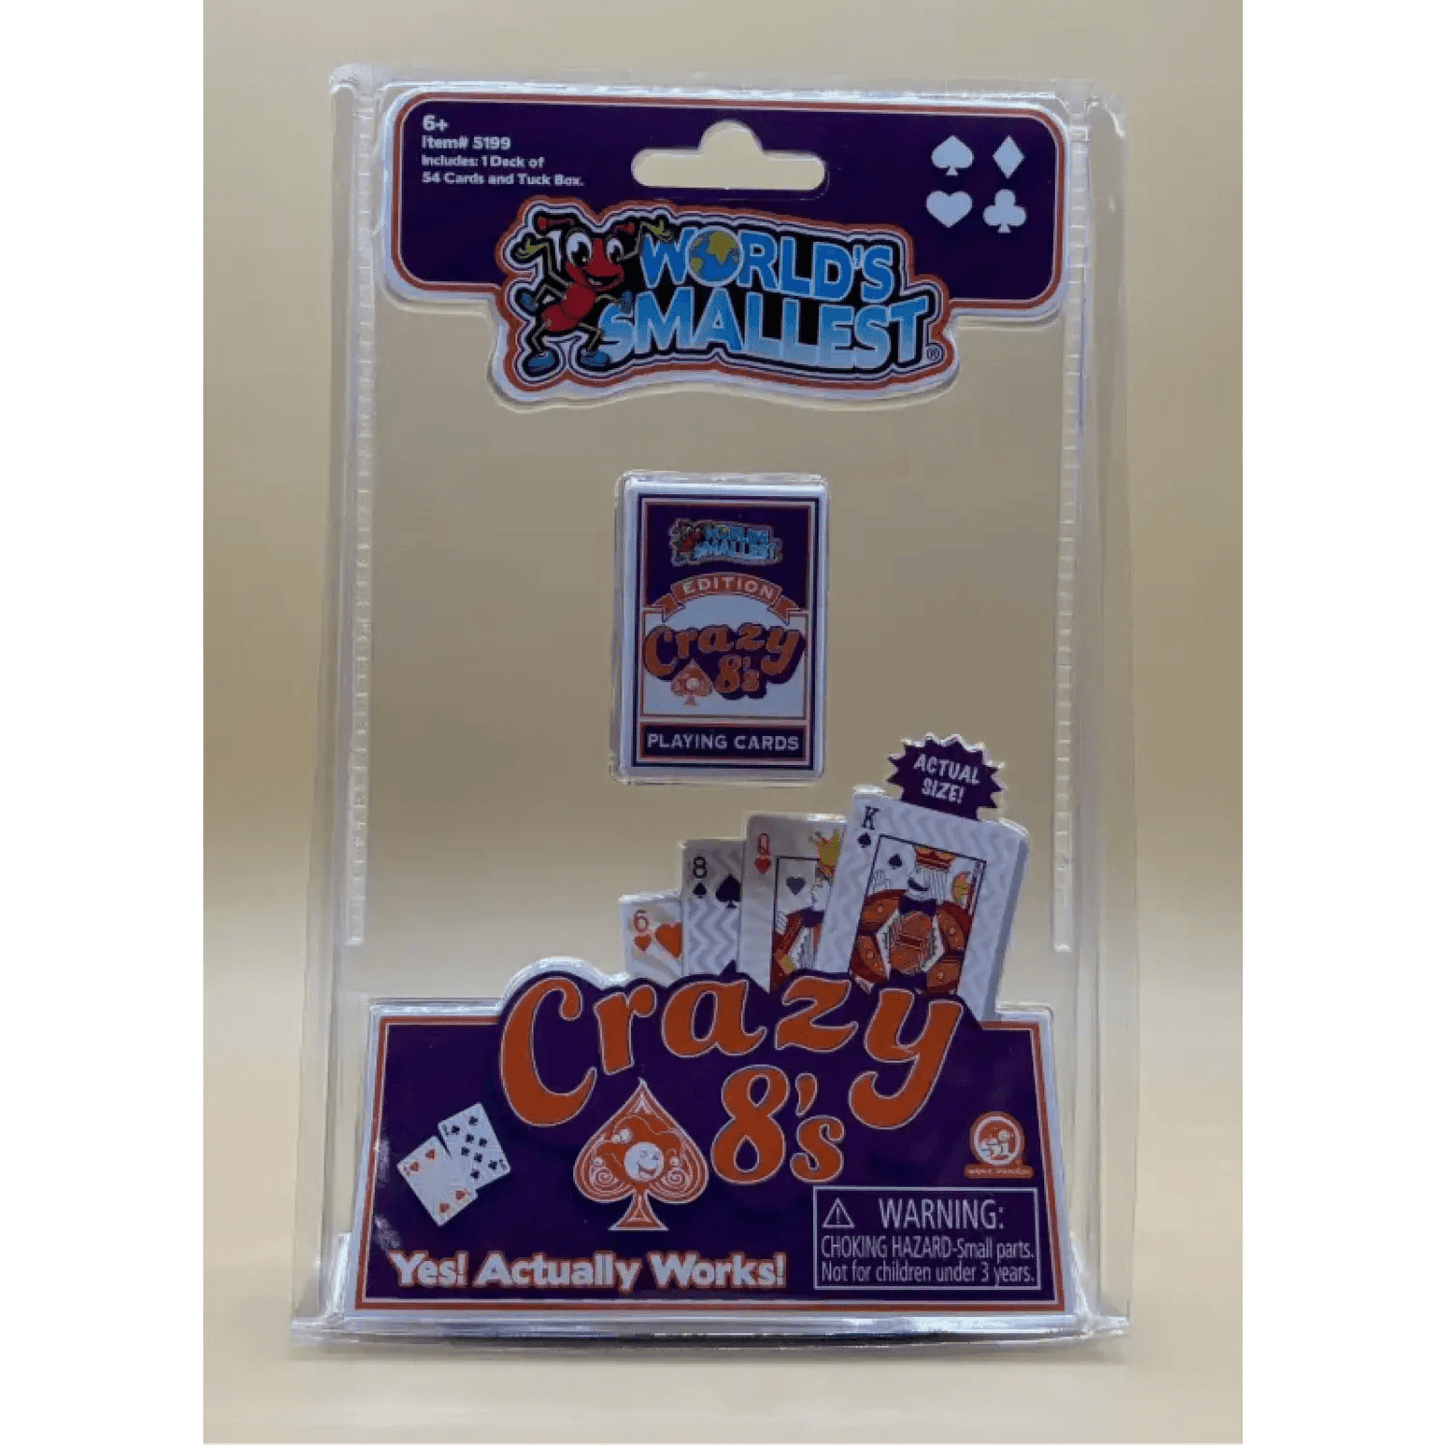 6+
Item# 5199
Includes: 1 Deck of
54 Cards and Tuck Box.
WORLD'S
SMALLEST®
WORLD'S
SMALLEST
EDITION
Crazy
8's
PLAYING CARDS
ACTUAL
SIZE!
K
Q
8
6
Crazy
8's
Yes! Actually Works!
WARNING:
CHOKING HAZARD-Small parts.
Not for children under 3 years.